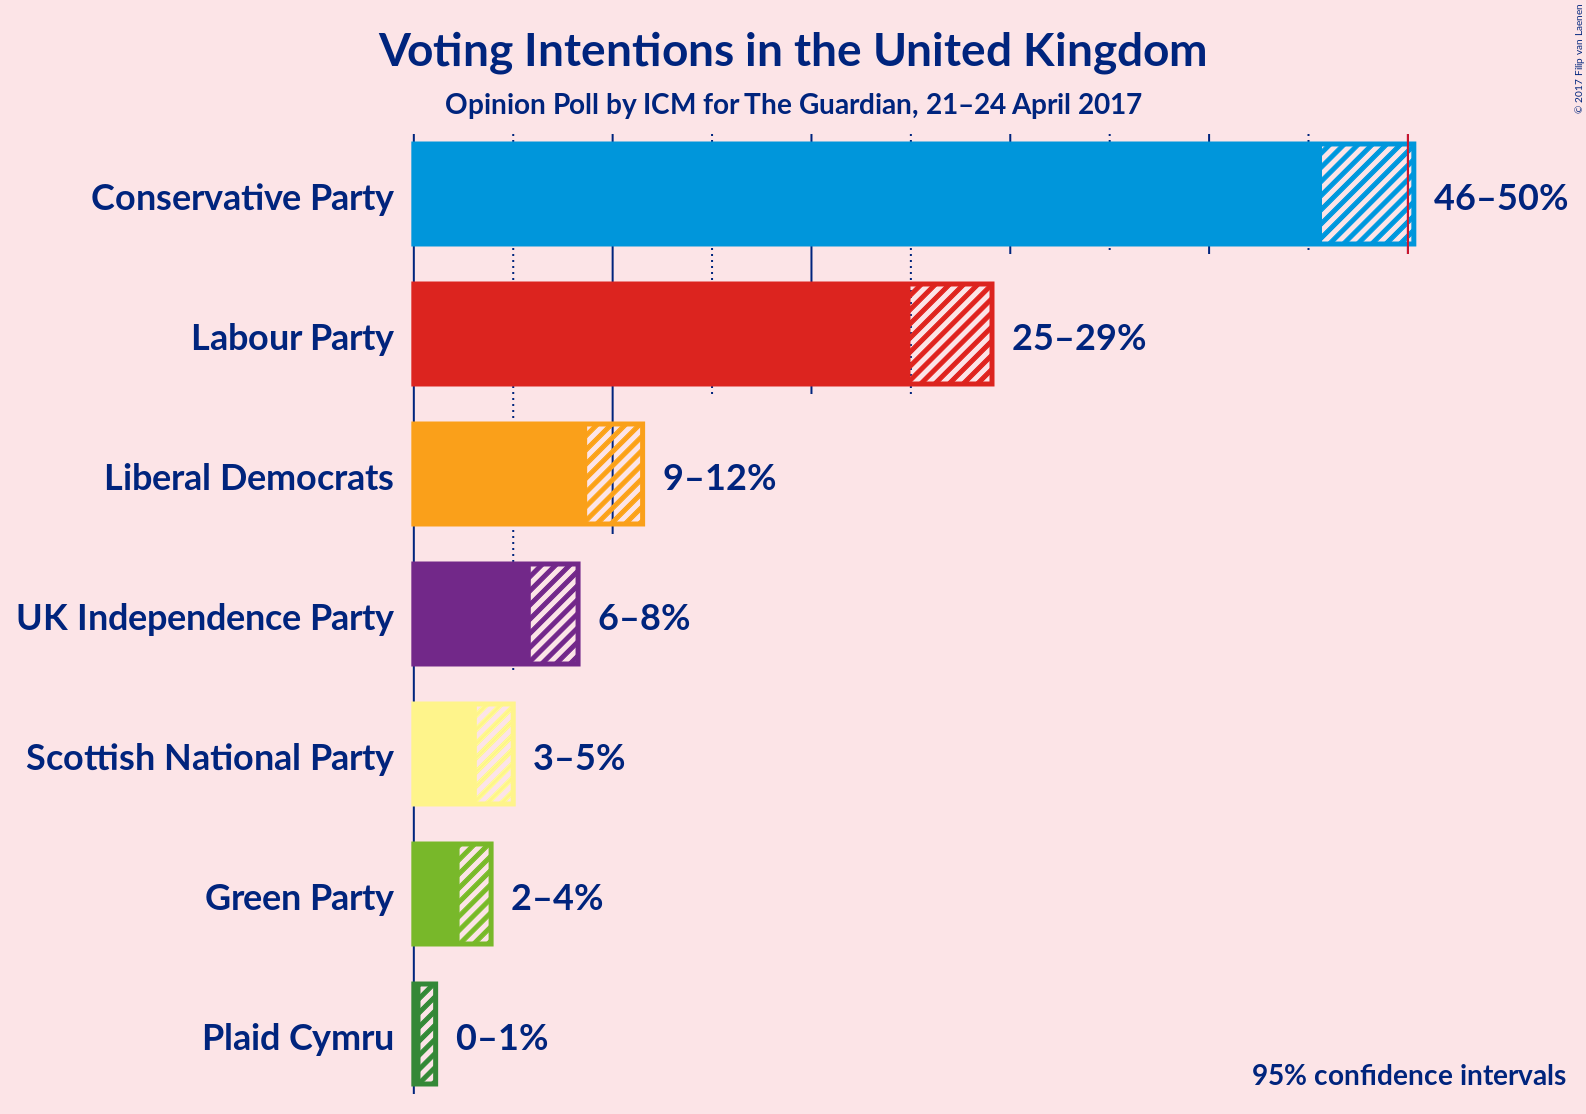 Voting Intentions in the United Kingdom
Opinion Poll by ICM for The Guardian, 21–24 April 2017
© 2017 Filip van Laenen
Conservative Party 46–50%
Labour Party 25–29%
Liberal Democrats 9–12%
UK Independence Party 6–8%
Scottish National Party 3–5%
Green Party 2–4%
Plaid Cymru 0–1%
95% confidence intervals